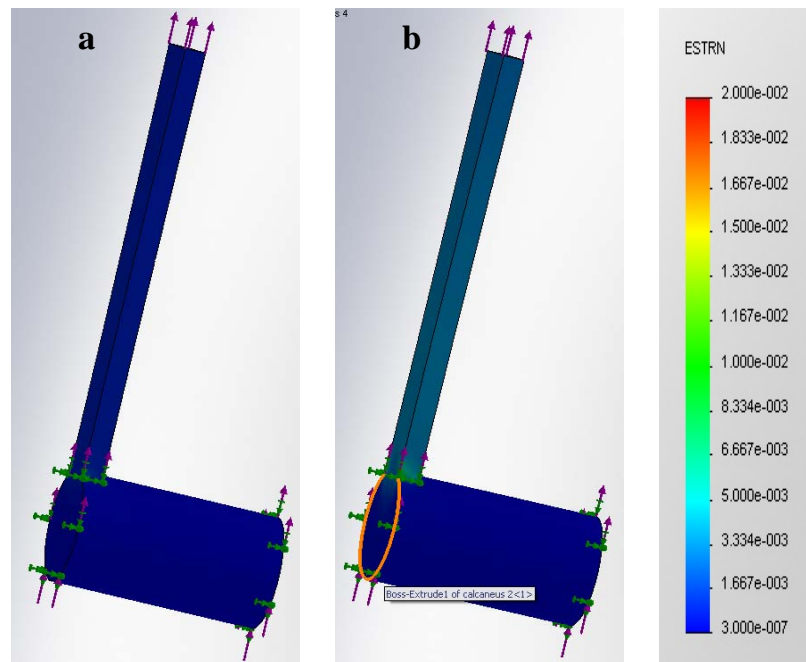 s 4
a
b
Boss-Extrude1 of calcaneus 2<1>
ESTRN
2.000e-002
1.833e-002
1.667e-002
1.500e-002
1.333e-002
1.167e-002
1.000e-002
8.334e-003
6.667e-003
5.000e-003
3.334e-003
1.667e-003
3.000e-007